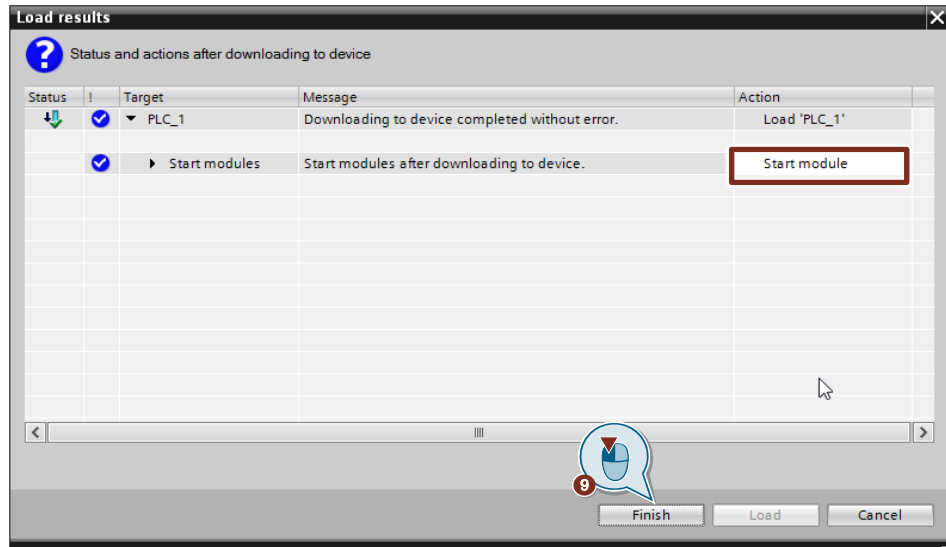 Load results
Status and actions after downloading to device
Status ! Target Message Action
PLC_1 Downloading to device completed without error. Load 'PLC_1'
Start modules Start modules after downloading to device. Start module
9
Finish Load Cancel